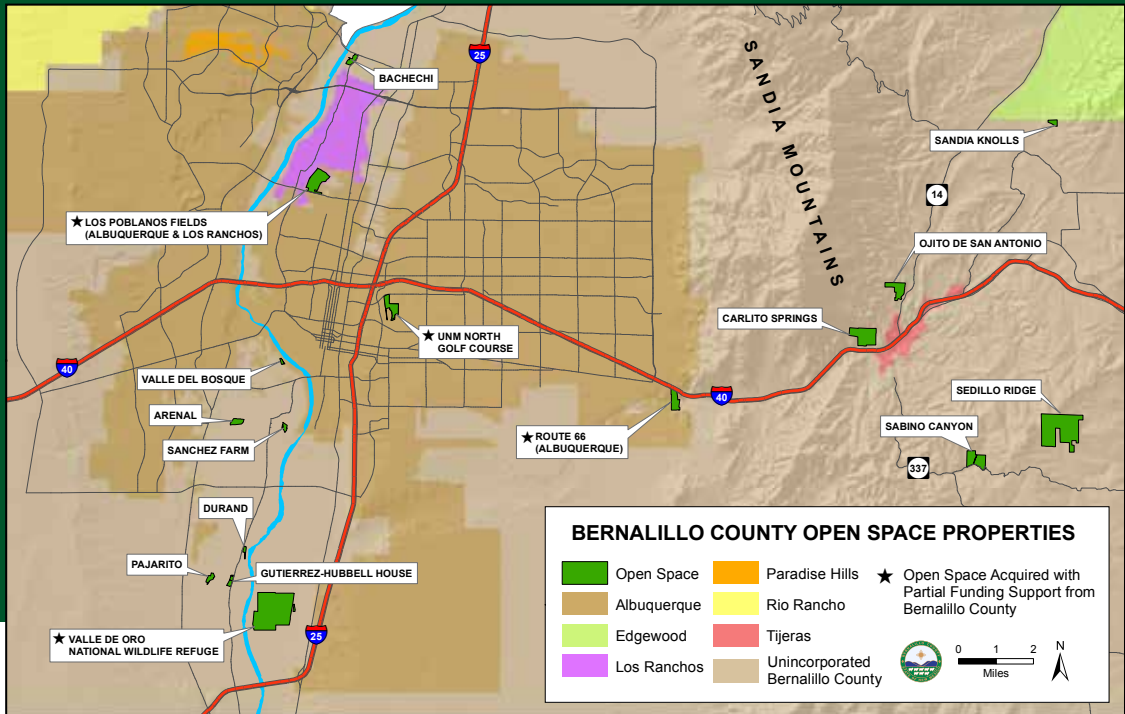 25
BACHECHI
SANDIA MOUNTAINS
SANDIA KNOLLS
14
★ LOS POBLANOS FIELDS
(ALBUQUERQUE & LOS RANCHOS)
OJITO DE SAN ANTONIO
CARLITO SPRINGS
★ UNM NORTH
GOLF COURSE
40
VALLE DEL BOSQUE
40
ARENAL
SEDILLO RIDGE
SANCHEZ FARM
★ ROUTE 66
(ALBUQUERQUE)
SABINO CANYON
337
DURAND
PAJARITO
GUTIERREZ-HUBBELL HOUSE
★ VALLE DE ORO
NATIONAL WILDLIFE REFUGE
25
BERNALILLO COUNTY OPEN SPACE PROPERTIES
Open Space
Albuquerque
Edgewood
Los Ranchos
Paradise Hills
Rio Rancho
Tijeras
Unincorporated
Bernalillo County
★ Open Space Acquired with
Partial Funding Support from
Bernalillo County
0 1 2
Miles
N